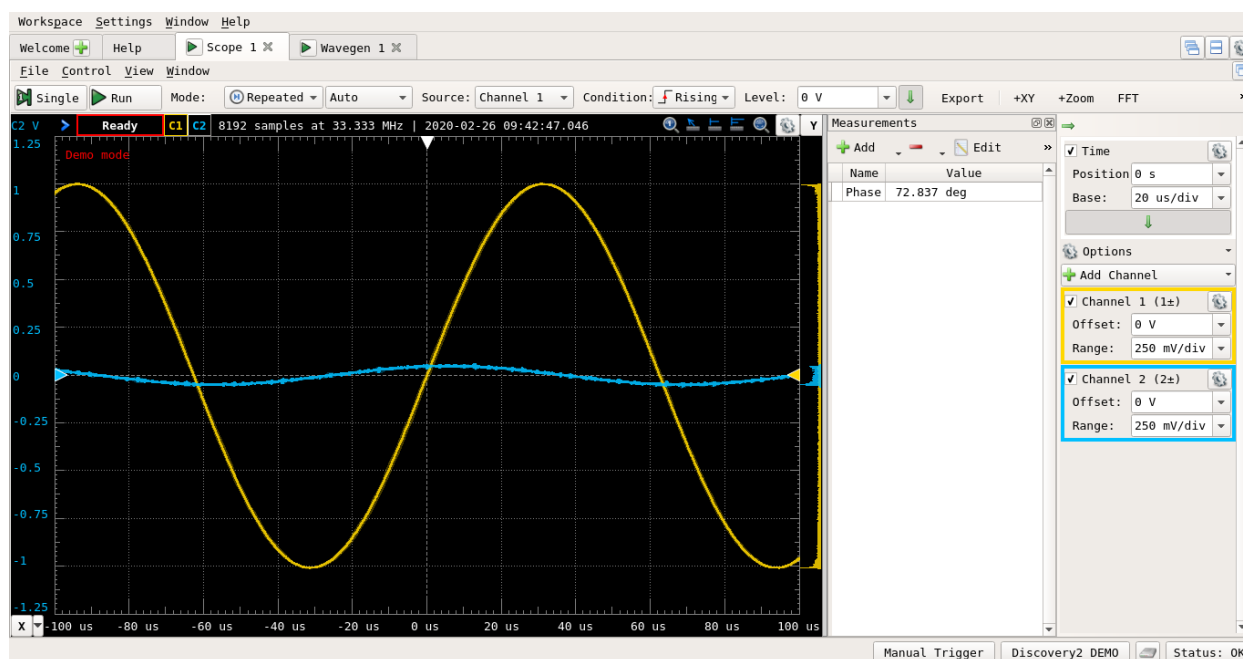 Workspace Settings Window Help
Welcome Help Scope 1 Wavegen 1
File Control View Window
Single Run Mode: Repeated Auto Source: Channel 1 Condition: Rising Level: 0 V Export +XY +Zoom FFT
C2 V Ready C1 C2 8192 samples at 33.333 MHz | 2020-02-26 09:42:47.046 Y
Demo mode
1.25
1
0.75
0.5
0.25
0
-0.25
-0.5
-0.75
-1
-1.25
X -100 us -80 us -60 us -40 us -20 us 0 us 20 us 40 us 60 us 80 us 100 us
Measurements
Add Edit »
Name Value
Phase 72.837 deg
Time
Position 0 s
Base: 20 us/div
Options
Add Channel
Channel 1 (1±)
Offset: 0 V
Range: 250 mV/div
Channel 2 (2±)
Offset: 0 V
Range: 250 mV/div
Manual Trigger Discovery2 DEMO Status: OK